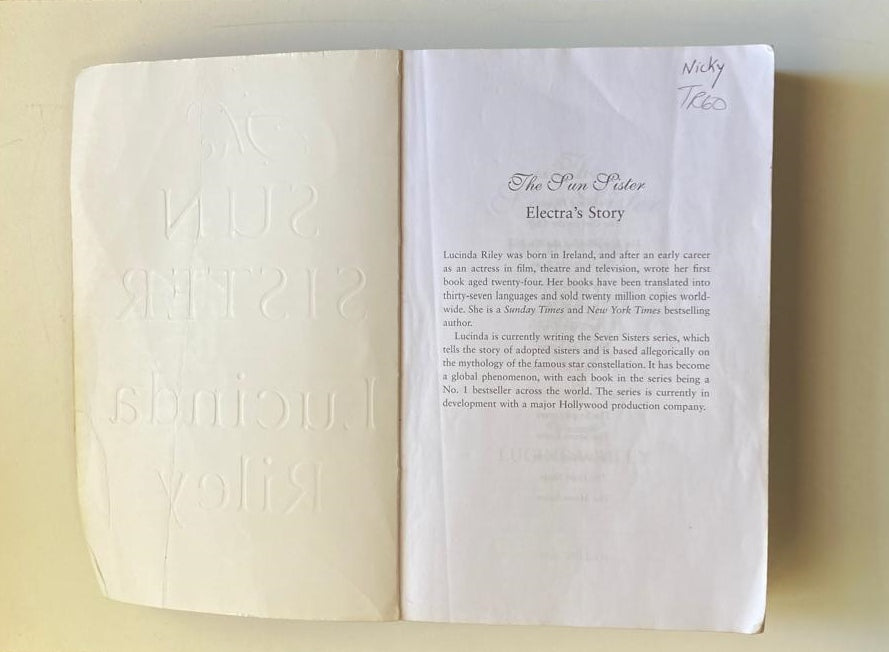 The
SUN
SISTER
Lucinda
Riley
Nicky
The Sun Sister
Electra's Story
Lucinda Riley was born in Ireland, and after an early career
as an actress in film, theatre and television, wrote her first
book aged twenty-four. Her books have been translated into
thirty-seven languages and sold twenty million copies world-
wide. She is a Sunday Times and New York Times bestselling
author.
Lucinda is currently writing the Seven Sisters series, which
tells the story of adopted sisters and is based allegorically on
the mythology of the famous star constellation. It has become
a global phenomenon, with each book in the series being a
No. 1 bestseller across the world. The series is currently in
development with a major Hollywood production company.